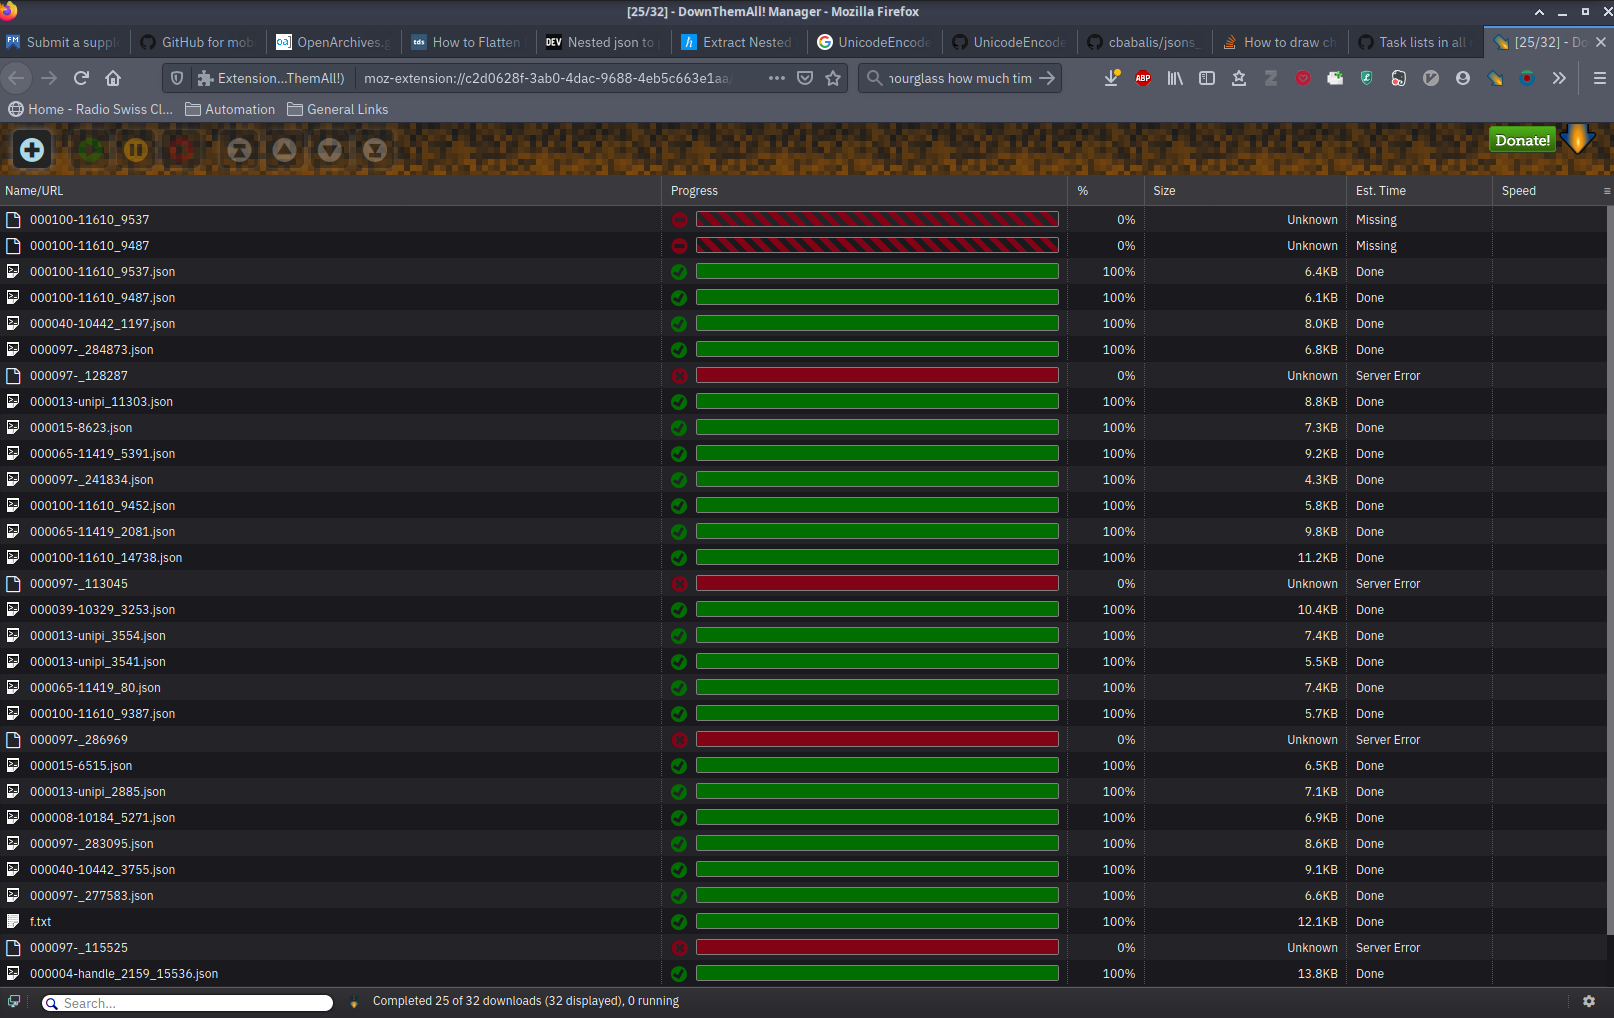 [25/32] - DownThemAll! Manager - Mozilla Firefox
FM Submit a supple
GitHub for mob
oa OpenArchives.g
tds How to Flatten
DEV Nested json to
h Extract Nested
UnicodeEncode
UnicodeEncode
cbabalis/jsons_
How to draw ch
Task lists in all
[25/32] - Do
Extension...ThemAll!) moz-extension://c2d0628f-3ab0-4dac-9688-4eb5c663e1aa/
hourglass how much tim
ABP
Home - Radio Swiss Cl... Automation General Links
Donate!
Name/URL Progress % Size Est. Time Speed
000100-11610_9537 0% Unknown Missing
000100-11610_9487 0% Unknown Missing
000100-11610_9537.json 100% 6.4KB Done
000100-11610_9487.json 100% 6.1KB Done
000040-10442_1197.json 100% 8.0KB Done
000097-_284873.json 100% 6.8KB Done
000097-_128287 0% Unknown Server Error
000013-unipi_11303.json 100% 8.8KB Done
000015-8623.json 100% 7.3KB Done
000065-11419_5391.json 100% 9.2KB Done
000097-_241834.json 100% 4.3KB Done
000100-11610_9452.json 100% 5.8KB Done
000065-11419_2081.json 100% 9.8KB Done
000100-11610_14738.json 100% 11.2KB Done
000097-_113045 0% Unknown Server Error
000039-10329_3253.json 100% 10.4KB Done
000013-unipi_3554.json 100% 7.4KB Done
000013-unipi_3541.json 100% 5.5KB Done
000065-11419_80.json 100% 7.4KB Done
000100-11610_9387.json 100% 5.7KB Done
000097-_286969 0% Unknown Server Error
000015-6515.json 100% 6.5KB Done
000013-unipi_2885.json 100% 7.1KB Done
000008-10184_5271.json 100% 6.9KB Done
000097-_283095.json 100% 8.6KB Done
000040-10442_3755.json 100% 9.1KB Done
000097-_277583.json 100% 6.6KB Done
f.txt 100% 12.1KB Done
000097-_115525 0% Unknown Server Error
000004-handle_2159_15536.json 100% 13.8KB Done
Search... Completed 25 of 32 downloads (32 displayed), 0 running